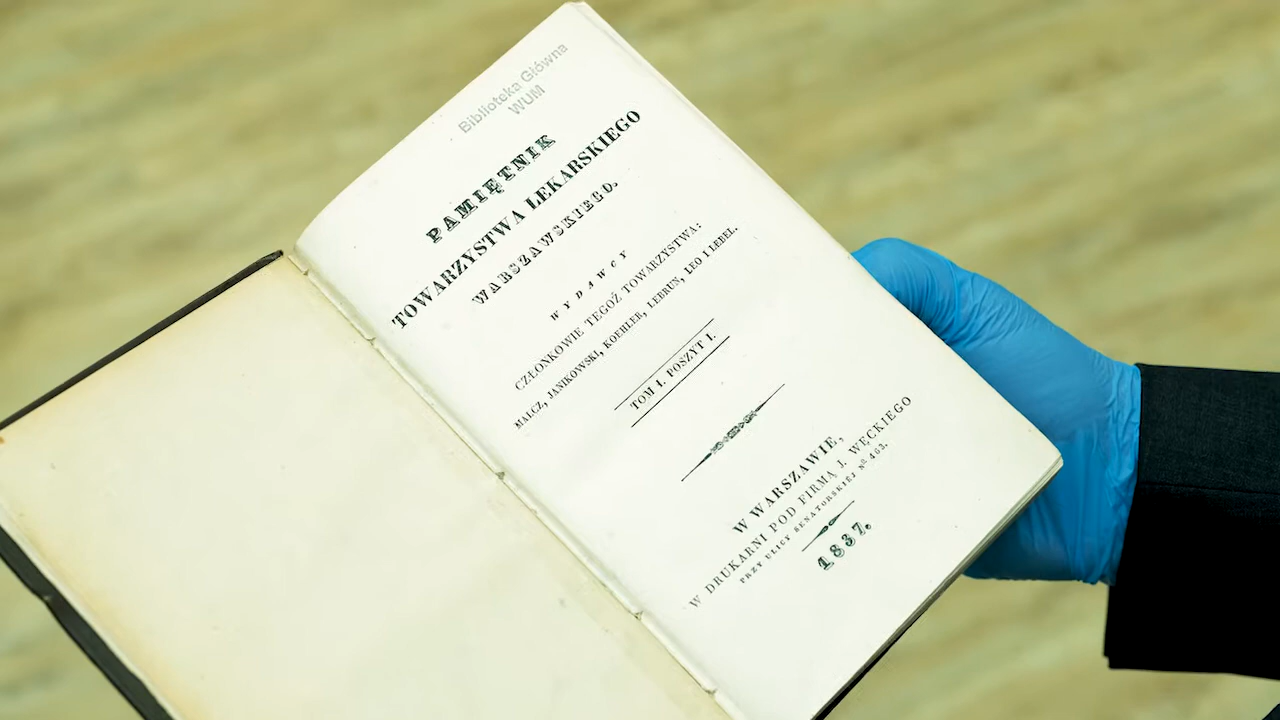 Biblioteka Główna
WUM
PAMIĘTNIK
TOWARZYSTWA LEKARSKIEGO
WARSZAWSKIEGO.
WYDAWCY
CZŁONKOWIE TEGOŻ TOWARZYSTWA:
MALCZ, JANIKOWSKI, KOEHLER, LEBRUN, LEO I LEBEL.
TOM I. POSZYT I.
W WARSZAWIE,
W DRUKARNI POD FIRMĄ J. WĘCKIEGO
PRZY ULICY SENATORSKIÉJ Nº 463.
1837.